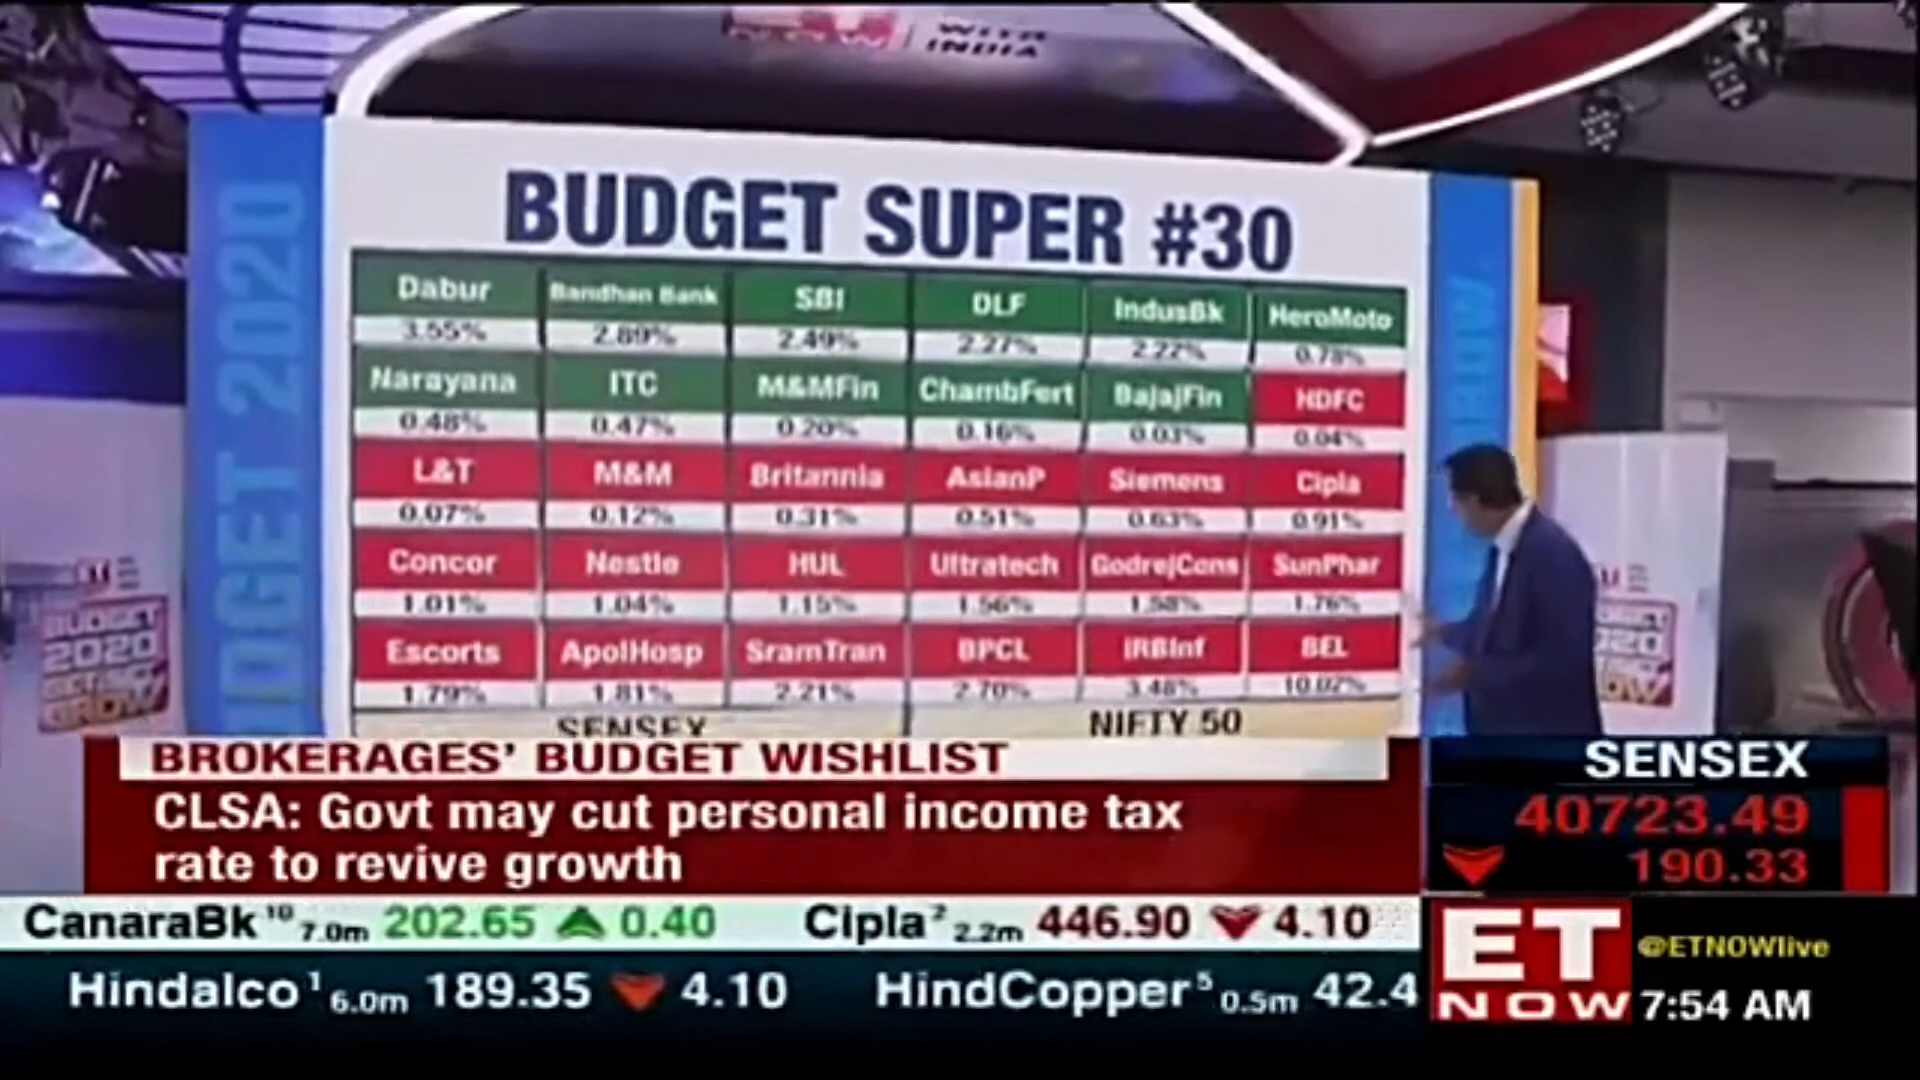 NOW | WITH INDIA
BUDGET 2020
BUDGET SUPER #30
Dabur Bandhan Bank SBI DLF IndusBk HeroMoto
3.55% 2.89% 2.49% 2.27% 2.22% 0.78%
Narayana ITC M&MFin ChambFert BajajFin HDFC
0.48% 0.47% 0.20% 0.16% 0.03% 0.04%
L&T M&M Britannia AsianP Siemens Cipla
0.07% 0.12% 0.31% 0.51% 0.63% 0.91%
Concor Nestle HUL Ultratech GodrejCons SunPhar
1.01% 1.04% 1.15% 1.56% 1.58% 1.76%
Escorts ApolHosp SramTran BPCL IRBInf BEL
1.79% 1.81% 2.21% 2.70% 3.48% 10.02%
SENSEX NIFTY 50
BUDGET
2020
GROW
BROKERAGES' BUDGET WISHLIST
CLSA: Govt may cut personal income tax
rate to revive growth
SENSEX
40723.49
190.33
CanaraBk 10 7.0m 202.65 0.40 Cipla 2 2.2m 446.90 4.10
Hindalco 1 6.0m 189.35 4.10 HindCopper 5 0.5m 42.4
ET
NOW
@ETNOWlive
7:54 AM